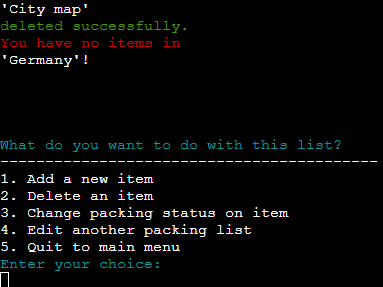 'City map'
deleted successfully.
You have no items in
'Germany'!
What do you want to do with this list?
------------------------------------------
1. Add a new item
2. Delete an item
3. Change packing status on item
4. Edit another packing list
5. Quit to main menu
Enter your choice: